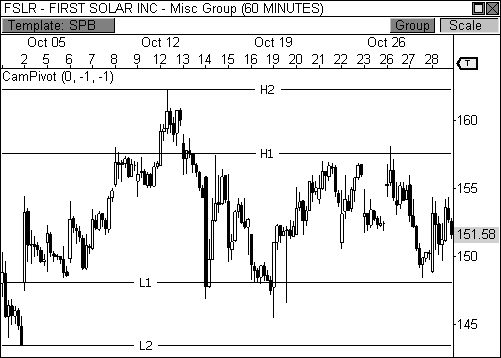 FSLR - FIRST SOLAR INC - Misc Group (60 MINUTES)
Template: SPB Group Scale
Oct 05 Oct 12 Oct 19 Oct 26
5 6 7 8 9 12 13 14 15 16 19 20 21 22 23 26 27 28
CamPivot (0, -1, -1) T
H2
160
H1
155
151.58
150
L1
145
L2